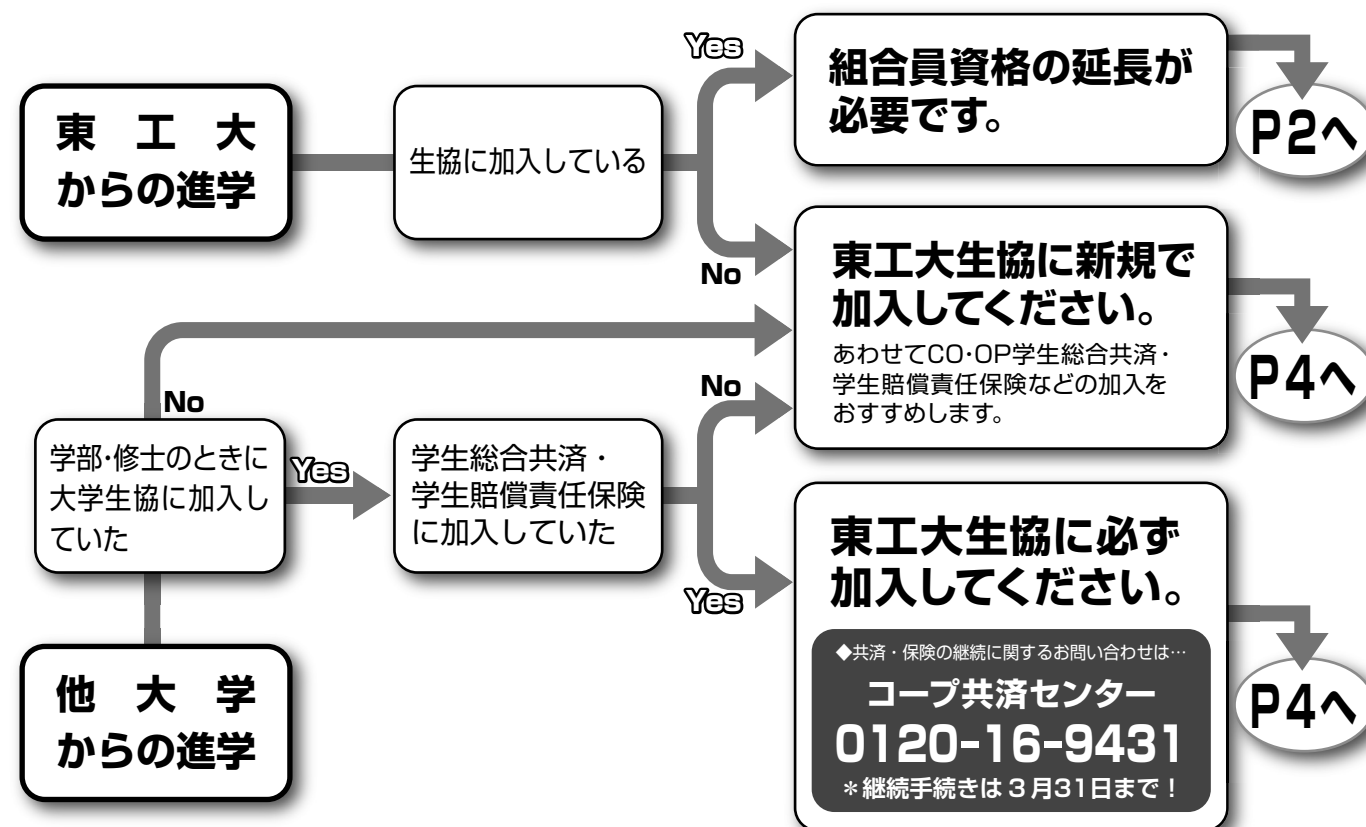 東工大
からの進学
生協に加入している
Yes
組合員資格の延長が
必要です。
P2へ
No
東工大生協に新規で
加入してください。
あわせてCO·OP学生総合共済・
学生賠償責任保険などの加入を
おすすめします。
P4へ
No
学部・修士のときに
大学生協に加入し
ていた
Yes
学生総合共済・
学生賠償責任保険
に加入していた
No
Yes
東工大生協に必ず
加入してください。
◆共済・保険の継続に関するお問い合わせは…
コープ共済センター
0120-16-9431
＊継続手続きは3月31日まで！
P4へ
他大学
からの進学